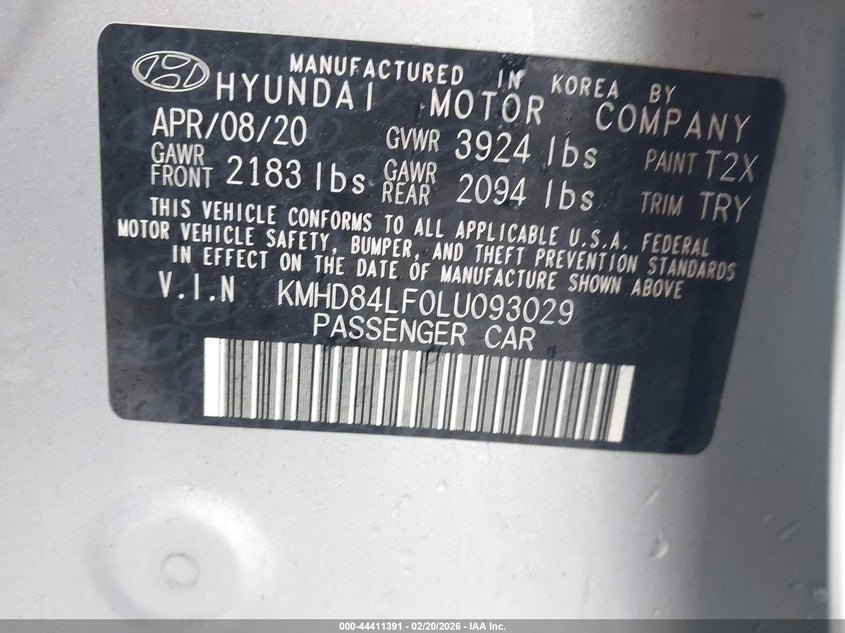 MANUFACTURED IN KOREA BY
HYUNDAI MOTOR COMPANY
APR/08/20 GVWR 3924 lbs PAINT T2X
GAWR FRONT 2183 lbs GAWR REAR 2094 lbs TRIM TRY
THIS VEHICLE CONFORMS TO ALL APPLICABLE U.S.A. FEDERAL
MOTOR VEHICLE SAFETY, BUMPER, AND THEFT PREVENTION STANDARDS
IN EFFECT ON THE DATE OF MANUFACTURE SHOWN ABOVE
V.I.N KMHD84LF0LU093029
PASSENGER CAR
000-44411391 | 02/20/2026 - IAA Inc.